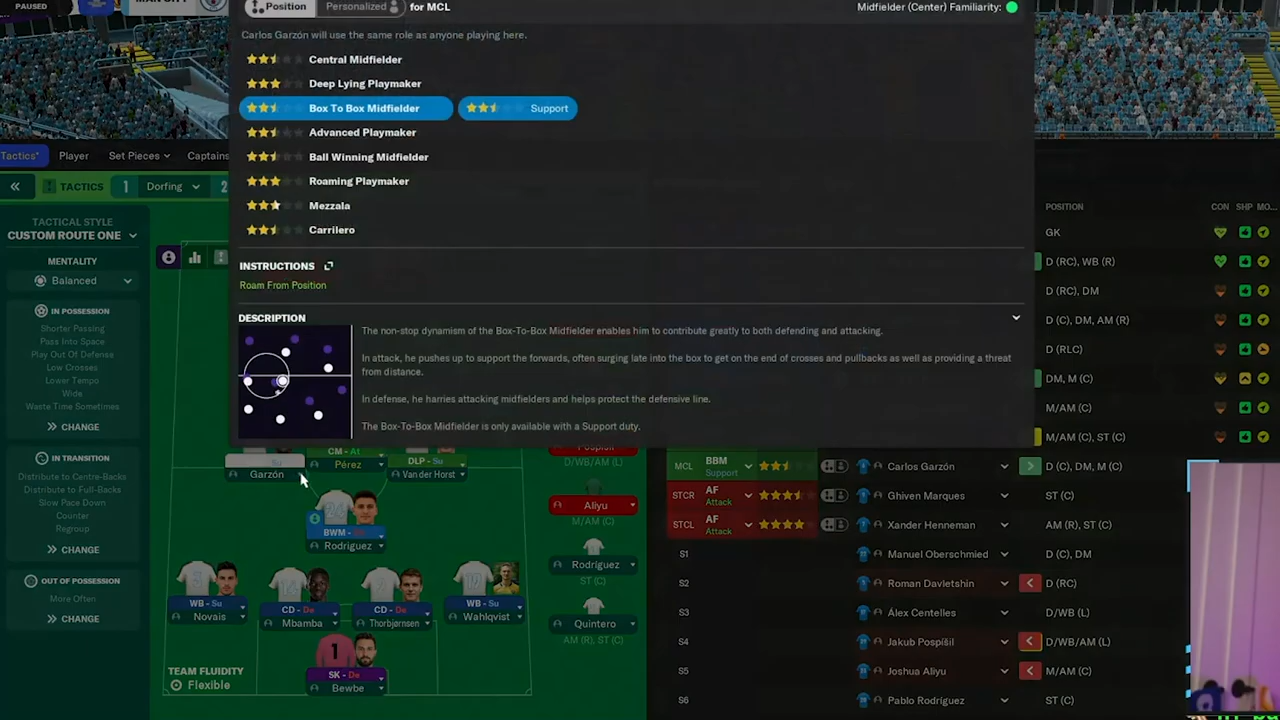 PAUSED
MAN CITY
Position
Personalized
for MCL
Midfielder (Center) Familiarity:
Carlos Garzón will use the same role as anyone playing here.
Central Midfielder
Deep Lying Playmaker
Box To Box Midfielder
Support
Advanced Playmaker
Ball Winning Midfielder
Roaming Playmaker
Mezzala
Carrilero
INSTRUCTIONS
Roam From Position
DESCRIPTION
The non-stop dynamism of the Box-To-Box Midfielder enables him to contribute greatly to both defending and attacking.
In attack, he pushes up to support the forwards, often surging late into the box to get on the end of crosses and pullbacks as well as providing a threat
from distance.
In defense, he harries attacking midfielders and helps protect the defensive line.
The Box-To-Box Midfielder is only available with a Support duty.
Tactics*
Player
Set Pieces
Captains
TACTICS
1
Dorfing
2
TACTICAL STYLE
CUSTOM ROUTE ONE
MENTALITY
Balanced
IN POSSESSION
Shorter Passing
Pass Into Space
Play Out Of Defense
Low Crosses
Lower Tempo
Wide
Waste Time Sometimes
CHANGE
IN TRANSITION
Distribute to Centre-Backs
Distribute to Full-Backs
Slow Pace Down
Counter
Regroup
CHANGE
OUT OF POSSESSION
More Often
CHANGE
Su
Garzón
CM - At
Pérez
DLP - Su
Van der Horst
BWM - De
Rodriguez
WB - Su
Novais
CD - De
Mbamba
CD - De
Thorbjørnsen
WB - Su
Wahlqvist
1
SK - De
Bewbe
TEAM FLUIDITY
Flexible
Pospíšil
D/WB/AM (L)
Aliyu
M/AM (C)
Rodríguez
ST (C)
Quintero
AM (R), ST (C)
POSITION
CON
SHP
MO...
GK
D (RC), WB (R)
D (RC), DM
D (C), DM, AM (R)
D (RLC)
DM, M (C)
M/AM (C)
M/AM (C), ST (C)
MCL
BBM
Support
Carlos Garzón
D (C), DM, M (C)
STCR
AF
Attack
Ghiven Marques
ST (C)
STCL
AF
Attack
Xander Henneman
AM (R), ST (C)
S1
Manuel Oberschmied
D (C), DM
S2
Roman Davletshin
D (RC)
S3
Álex Centelles
D/WB (L)
S4
Jakub Pospíšil
D/WB/AM (L)
S5
Joshua Aliyu
M/AM (C)
S6
Pablo Rodríguez
ST (C)